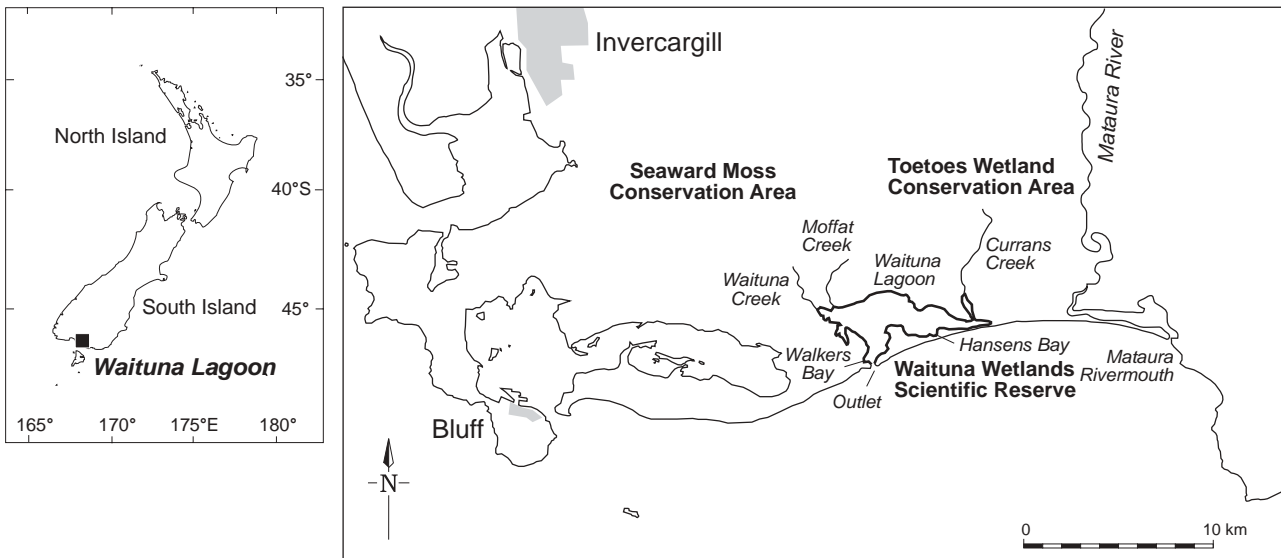 35°
North Island
40°S
South Island
45°
Waituna Lagoon
165°
170°
175°E
180°
Invercargill
Mataura River
Seaward Moss
Conservation Area
Toetoes Wetland
Conservation Area
Moffat
Creek
Waituna
Lagoon
Currans
Creek
Waituna
Creek
Walkers
Bay
Hansens Bay
Mataura
Rivermouth
Waituna Wetlands
Scientific Reserve
Outlet
Bluff
N
0
10 km